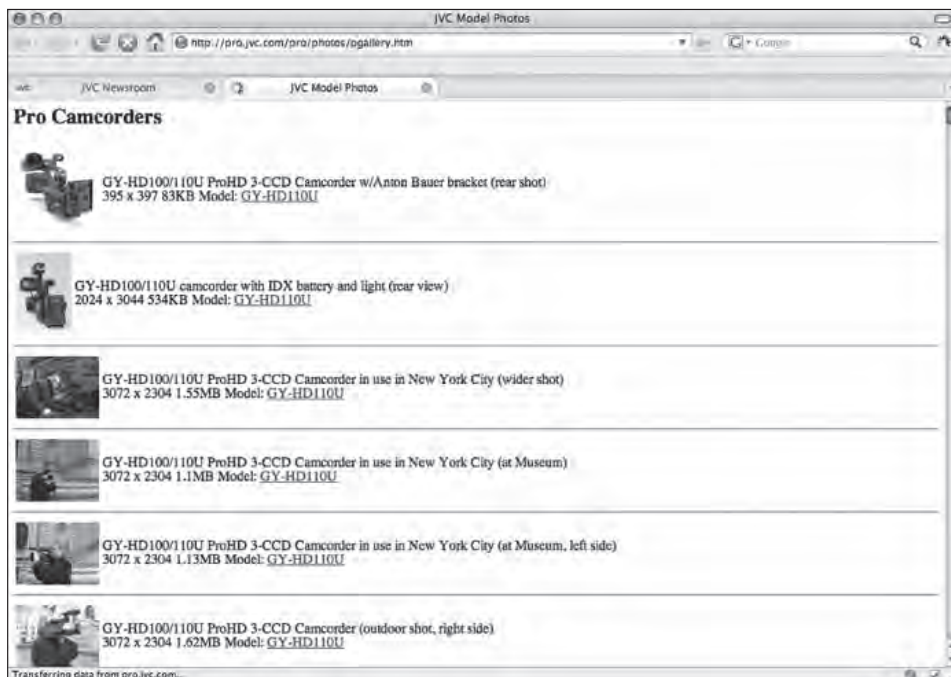 JVC Model Photos
http://pro.jvc.com/pro/photos/pgallery.htm
Google
JVC Newsroom
JVC Model Photos
Pro Camcorders
GY-HD100/110U ProHD 3-CCD Camcorder w/Anton Bauer bracket (rear shot)
395 x 397 83KB Model: GY-HD110U
GY-HD100/110U camcorder with IDX battery and light (rear view)
2024 x 3044 534KB Model: GY-HD110U
GY-HD100/110U ProHD 3-CCD Camcorder in use in New York City (wider shot)
3072 x 2304 1.55MB Model: GY-HD110U
GY-HD100/110U ProHD 3-CCD Camcorder in use in New York City (at Museum)
3072 x 2304 1.1MB Model: GY-HD110U
GY-HD100/110U ProHD 3-CCD Camcorder in use in New York City (at Museum, left side)
3072 x 2304 1.13MB Model: GY-HD110U
GY-HD100/110U ProHD 3-CCD Camcorder (outdoor shot, right side)
3072 x 2304 1.62MB Model: GY-HD110U
Transferring data from pro.jvc.com...